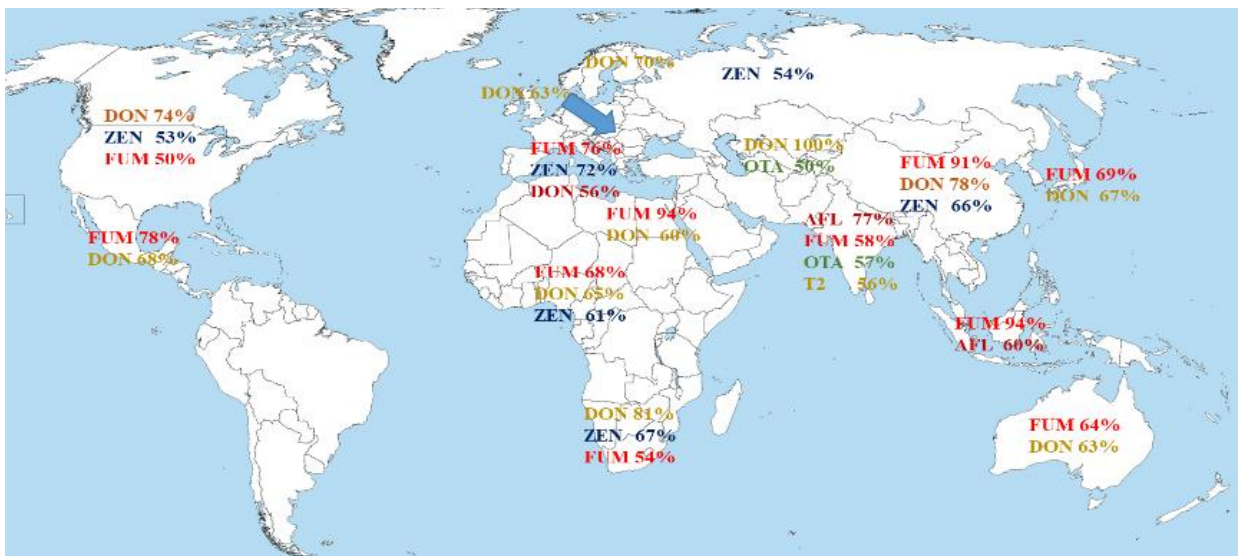 DON 70%
ZEN 54%
DON 63%
DON 74%
ZEN 53%
FUM 50%
FUM 76%
ZEN 72%
DON 56%
DON 100%
OTA 50%
FUM 91%
DON 78%
ZEN 66%
FUM 69%
DON 67%
FUM 94%
DON 60%
AFL 77%
FUM 58%
OTA 57%
T2 56%
FUM 78%
DON 68%
FUM 68%
DON 65%
ZEN 61%
FUM 94%
AFL 60%
DON 81%
ZEN 67%
FUM 54%
FUM 64%
DON 63%